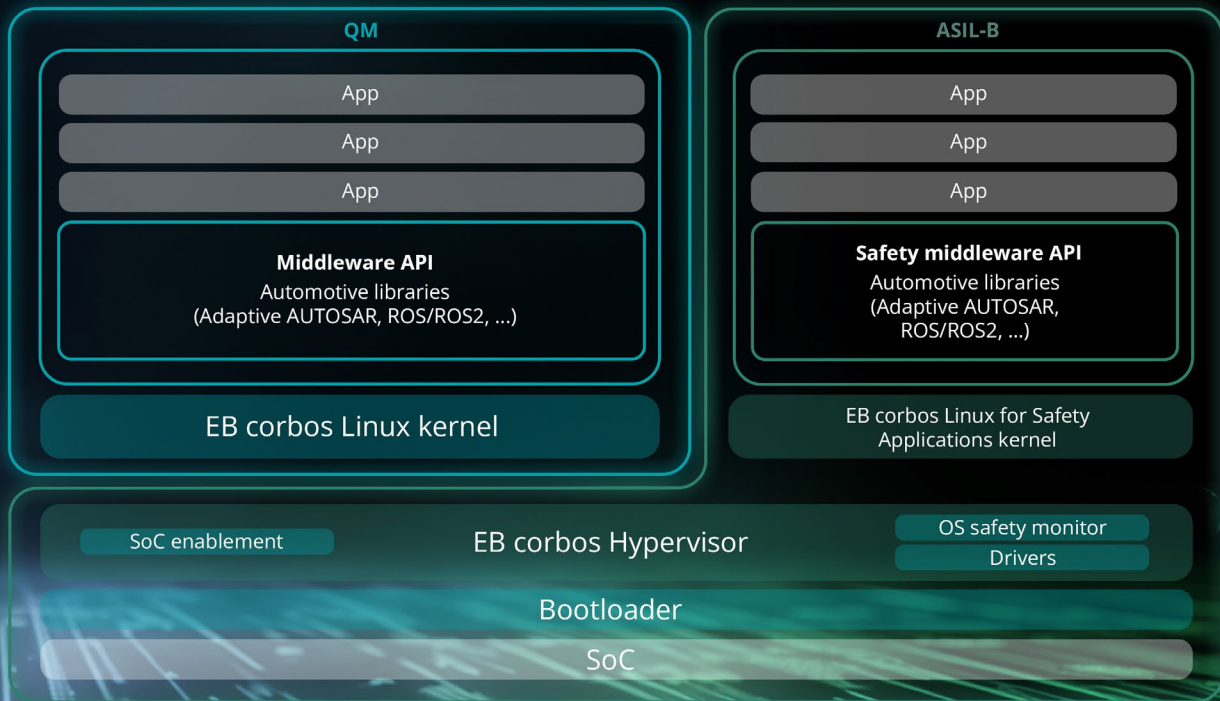 QM
App
App
App
Middleware API
Automotive libraries
(Adaptive AUTOSAR, ROS/ROS2, ...)
EB corbos Linux kernel
ASIL-B
App
App
App
Safety middleware API
Automotive libraries
(Adaptive AUTOSAR,
ROS/ROS2, ...)
EB corbos Linux for Safety
Applications kernel
SoC enablement
EB corbos Hypervisor
OS safety monitor
Drivers
Bootloader
SoC